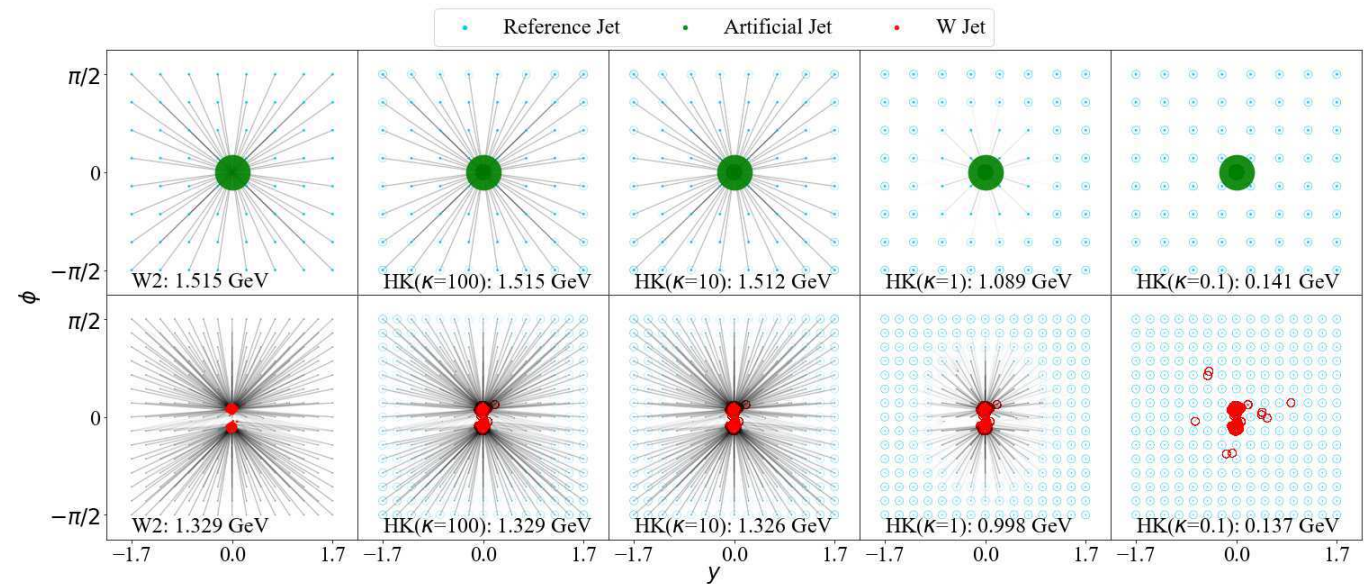 Reference Jet Artificial Jet W Jet
π/2
0
−π/2
W2: 1.515 GeV HK(κ=100): 1.515 GeV HK(κ=10): 1.512 GeV HK(κ=1): 1.089 GeV HK(κ=0.1): 0.141 GeV
ϕ
π/2
0
−π/2
W2: 1.329 GeV HK(κ=100): 1.329 GeV HK(κ=10): 1.326 GeV HK(κ=1): 0.998 GeV HK(κ=0.1): 0.137 GeV
−1.7 0.0 1.7 −1.7 0.0 1.7 −1.7 0.0 1.7 −1.7 0.0 1.7 −1.7 0.0 1.7
y